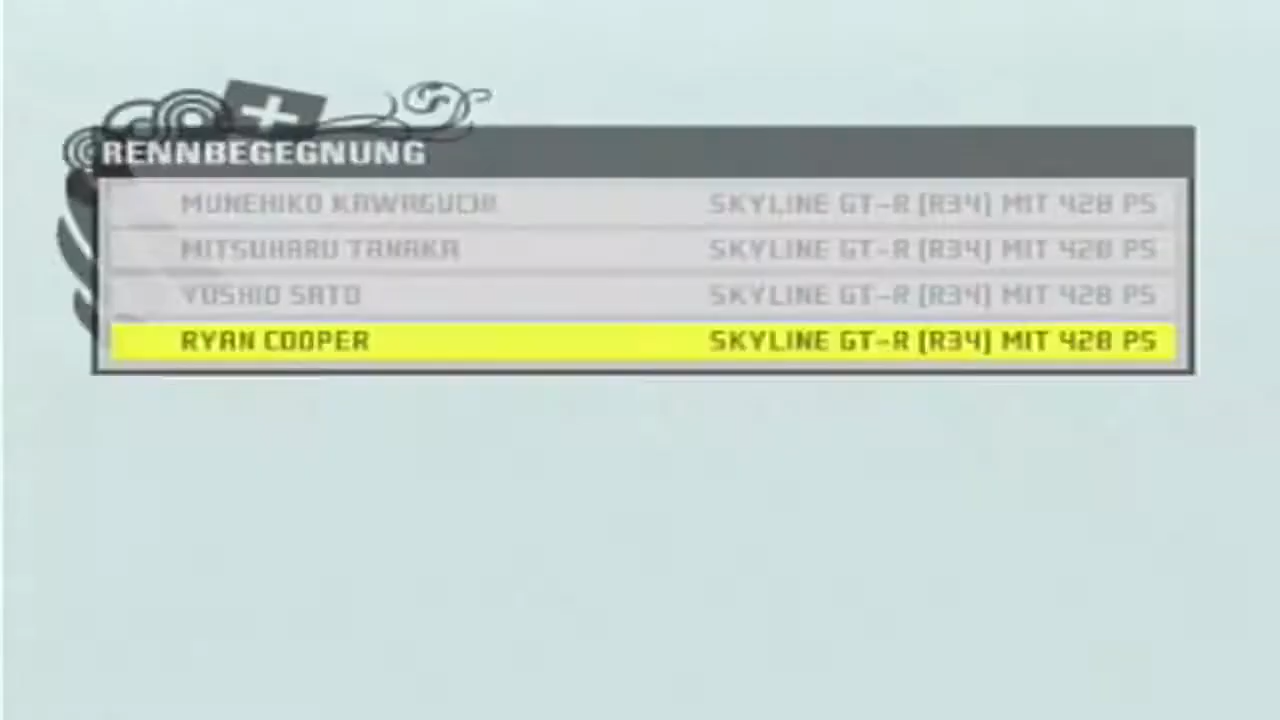 RENNBEGEGNUNG
MUNEHIKO KAWAGUCHI SKYLINE GT-R [R34] MIT 428 PS
MITSUHARU TANAKA SKYLINE GT-R [R34] MIT 428 PS
YOSHIO SATO SKYLINE GT-R [R34] MIT 428 PS
RYAN COOPER SKYLINE GT-R [R34] MIT 428 PS